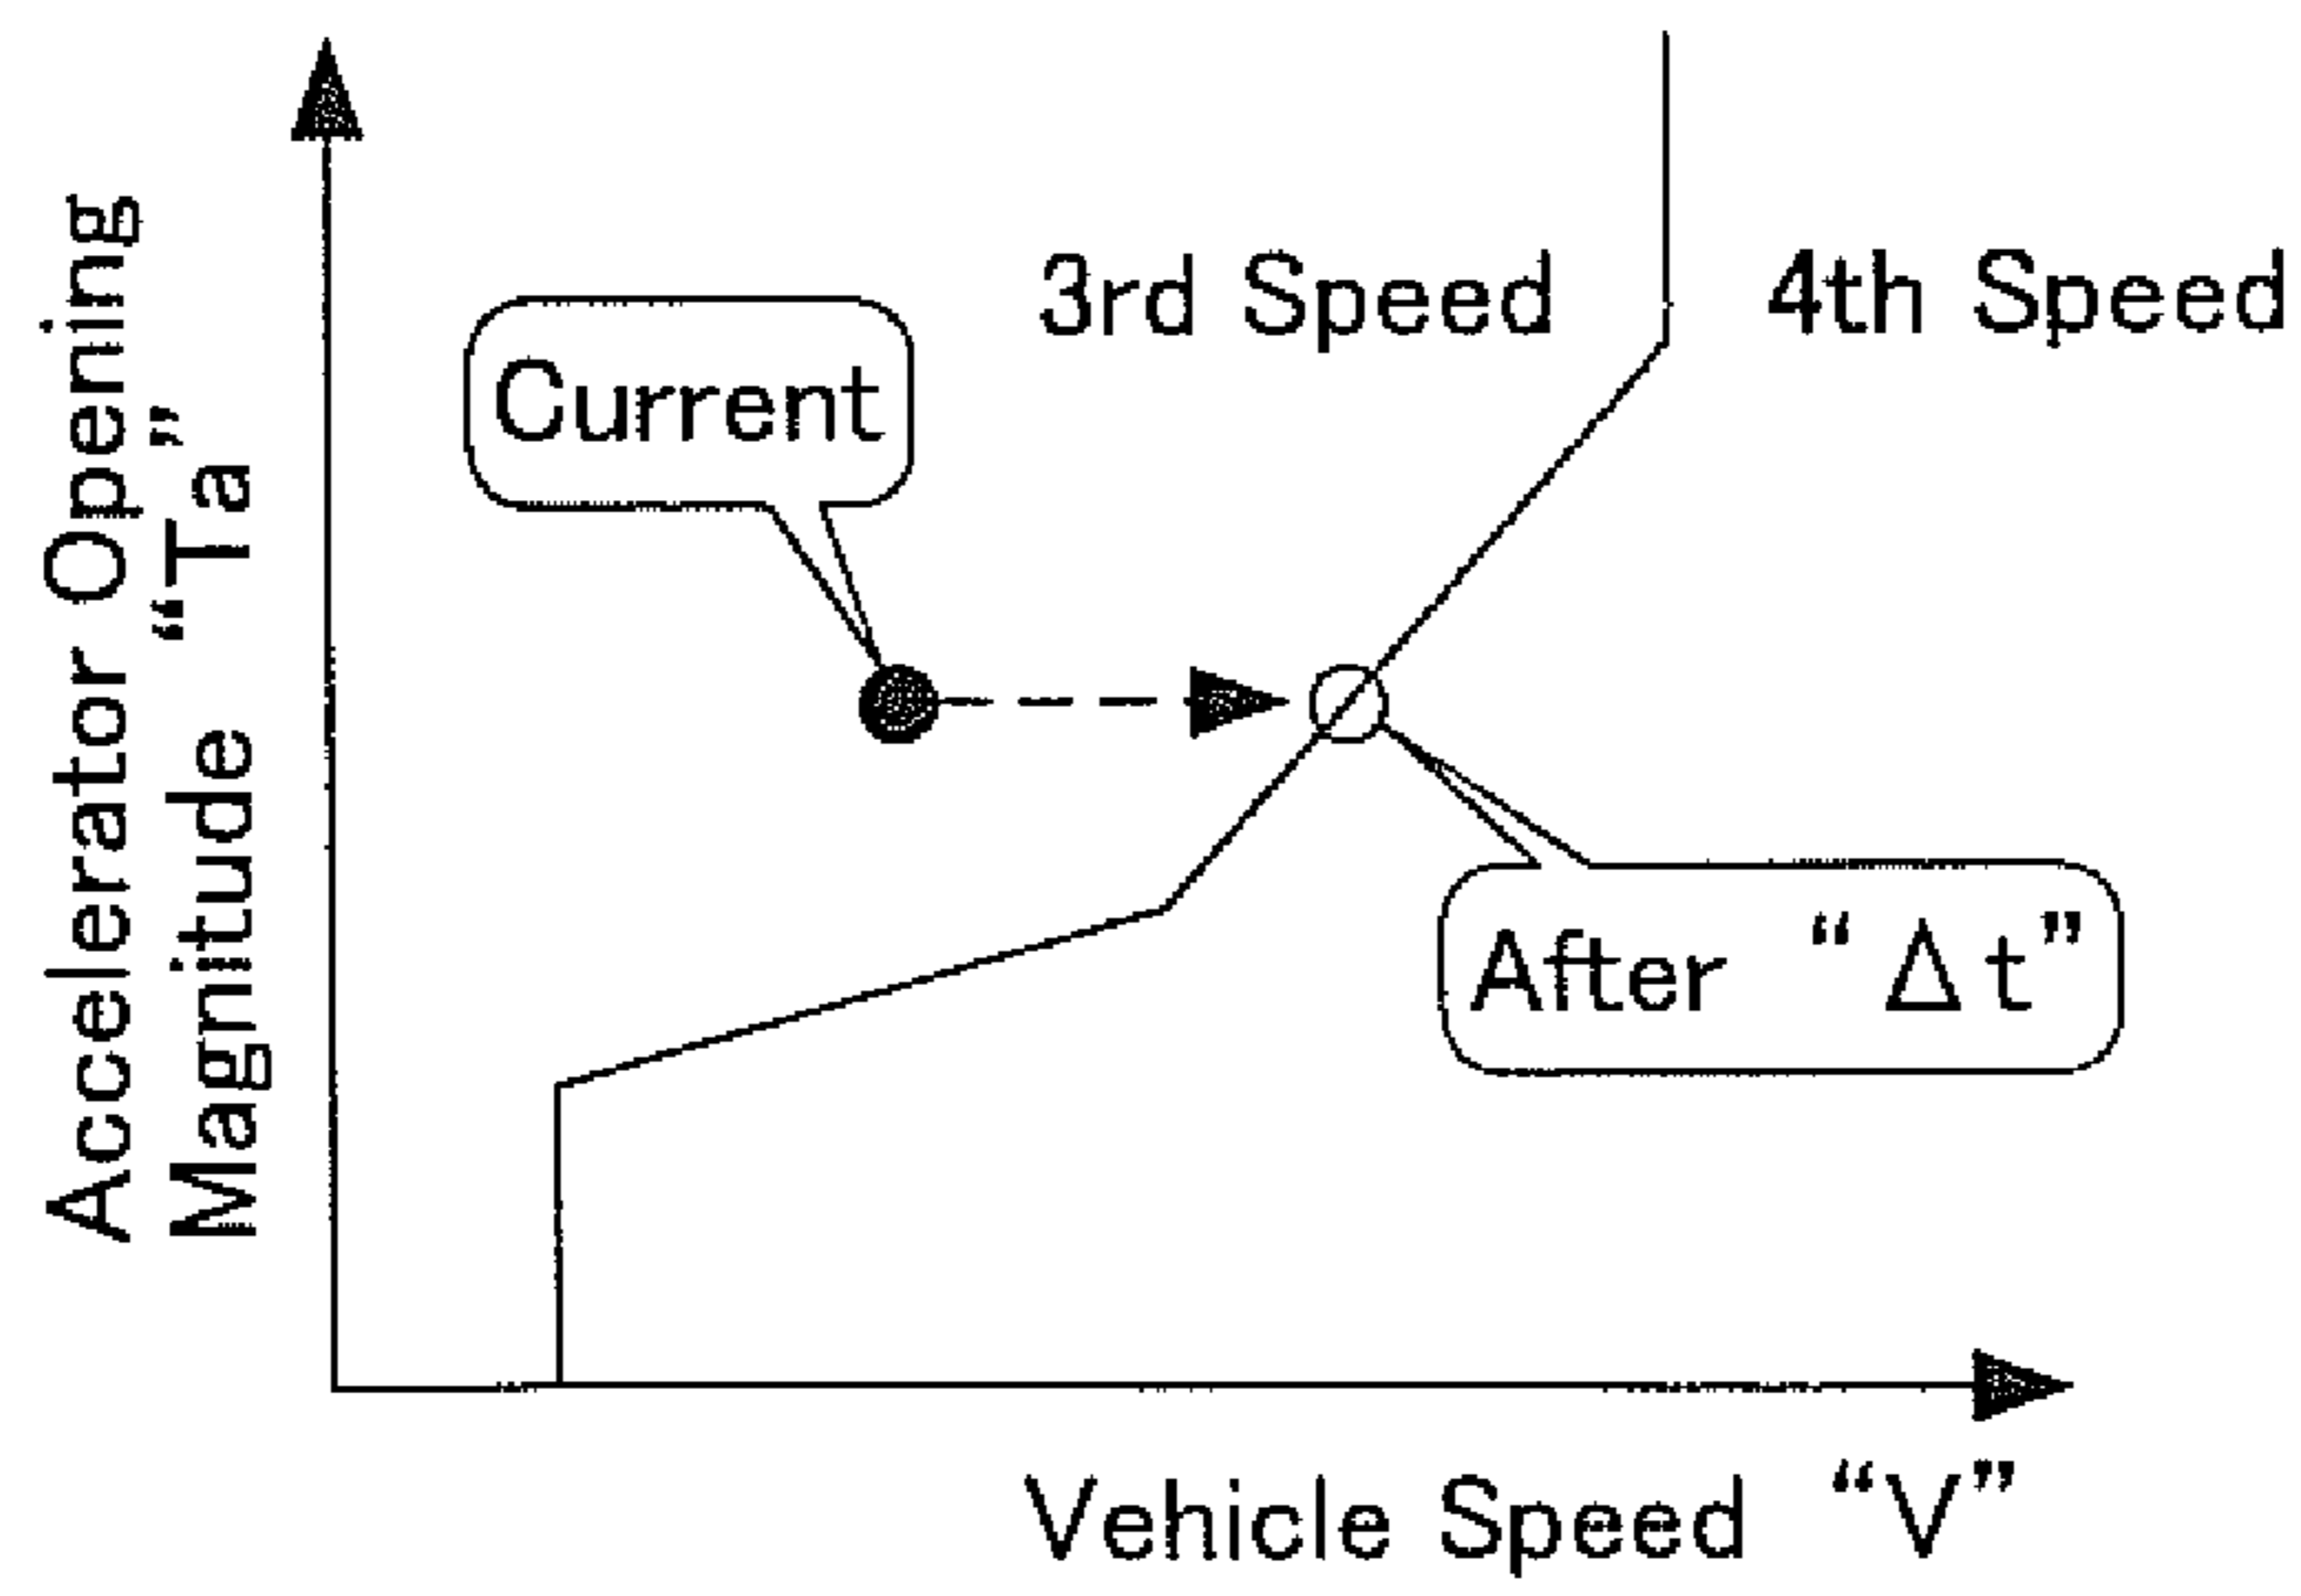 Accelerator Opening
Magnitude “Ta”
3rd Speed
4th Speed
Current
After “Δt”
Vehicle Speed “V”